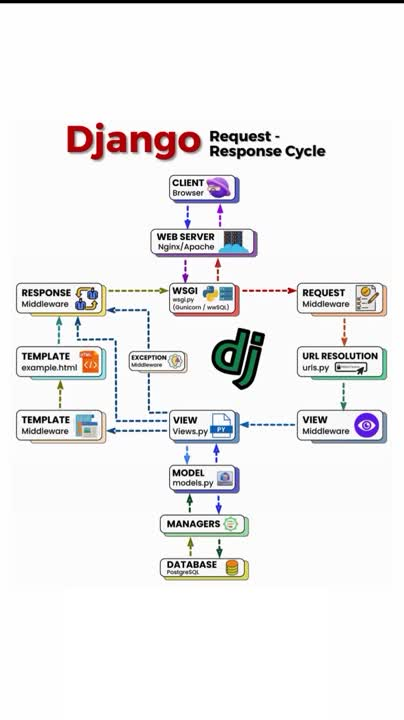 Django Request -
Response Cycle
CLIENT
Browser
WEB SERVER
Nginx/Apache
RESPONSE
Middleware
WSGI
wsgi.py
(Gunicorn / wwSQL)
REQUEST
Middleware
TEMPLATE
example.html
EXCEPTION
Middleware
dj
URL RESOLUTION
urls.py
TEMPLATE
Middleware
VIEW
Views.py
PY
VIEW
Middleware
MODEL
models.py
MANAGERS
DATABASE
PostgreSQL